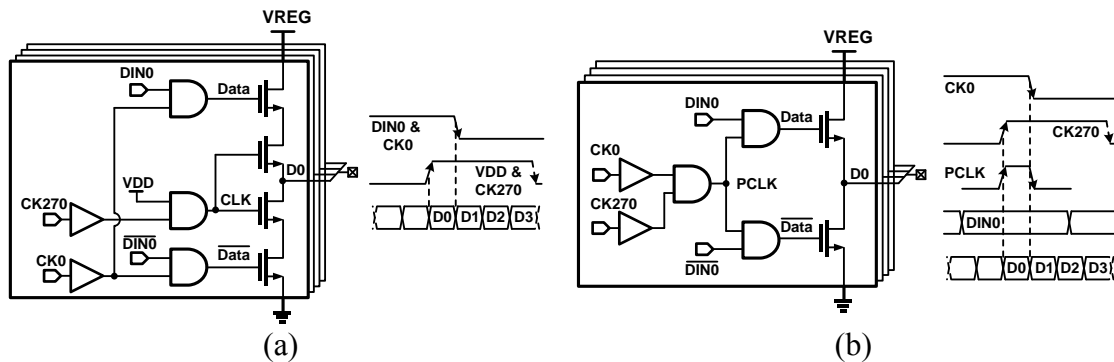 VREG
DIN0
Data
D0
VDD
CLK
CK270
DIN0
Data
CK0
DIN0 &
CK0
VDD &
CK270
D0 D1 D2 D3
(a)
VREG
DIN0
Data
CK0
PCLK
D0
CK270
Data
DIN0
CK0
CK270
PCLK
DIN0
D0 D1 D2 D3
(b)